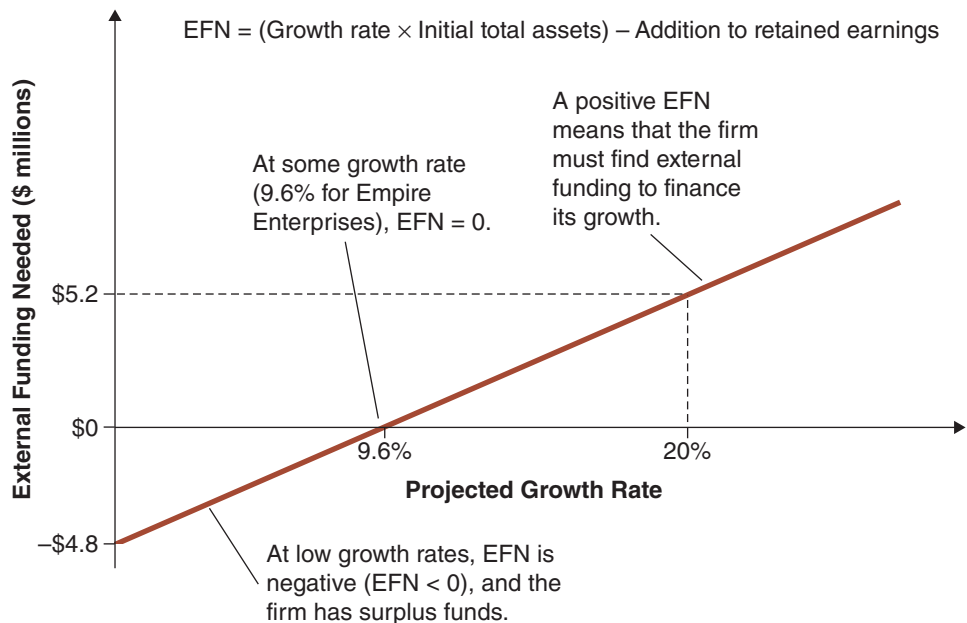 EFN = (Growth rate × Initial total assets) – Addition to retained earnings
External Funding Needed ($ millions)
A positive EFN
means that the firm
must find external
funding to finance
its growth.
At some growth rate
(9.6% for Empire
Enterprises), EFN = 0.
$5.2
$0
9.6%
20%
Projected Growth Rate
–$4.8
At low growth rates, EFN is
negative (EFN < 0), and the
firm has surplus funds.